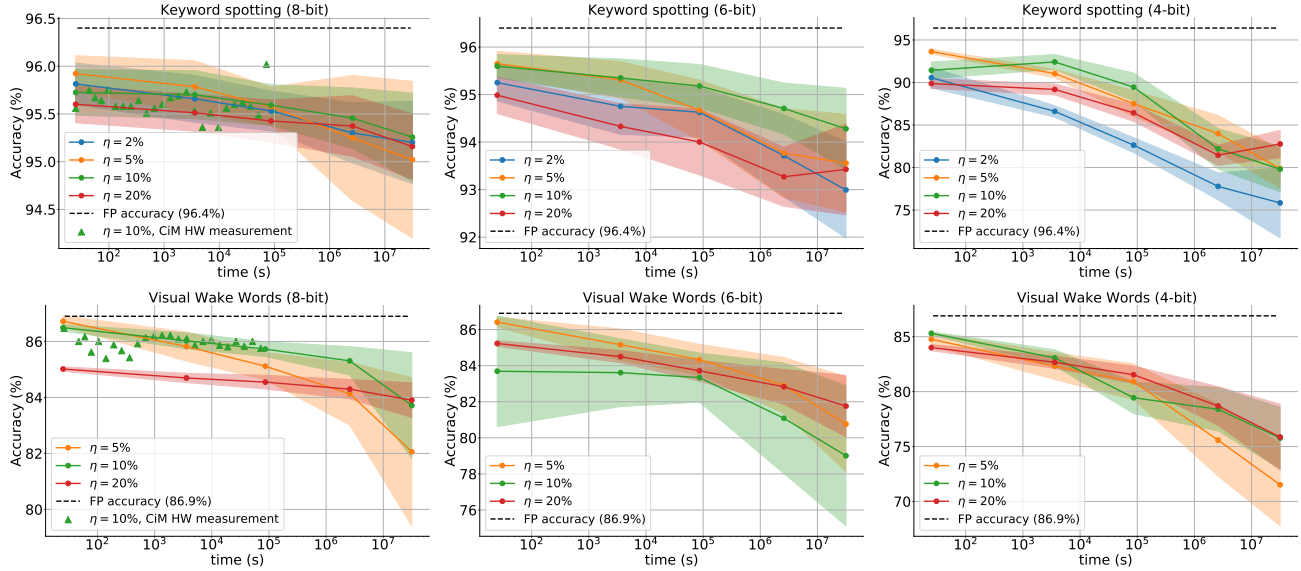 Keyword spotting (8-bit)
96.5
96.0
95.5
95.0
94.5
Accuracy (%)
η = 2%
η = 5%
η = 10%
η = 20%
FP accuracy (96.4%)
η = 10%, CiM HW measurement
10² 10³ 10⁴ 10⁵ 10⁶ 10⁷
time (s)
Keyword spotting (6-bit)
96
95
94
93
92
Accuracy (%)
η = 2%
η = 5%
η = 10%
η = 20%
FP accuracy (96.4%)
10² 10³ 10⁴ 10⁵ 10⁶ 10⁷
time (s)
Keyword spotting (4-bit)
95
90
85
80
75
Accuracy (%)
η = 2%
η = 5%
η = 10%
η = 20%
FP accuracy (96.4%)
10² 10³ 10⁴ 10⁵ 10⁶ 10⁷
time (s)
Visual Wake Words (8-bit)
86
84
82
80
Accuracy (%)
η = 5%
η = 10%
η = 20%
FP accuracy (86.9%)
η = 10%, CiM HW measurement
10² 10³ 10⁴ 10⁵ 10⁶ 10⁷
time (s)
Visual Wake Words (6-bit)
86
84
82
80
78
76
Accuracy (%)
η = 5%
η = 10%
η = 20%
FP accuracy (86.9%)
10² 10³ 10⁴ 10⁵ 10⁶ 10⁷
time (s)
Visual Wake Words (4-bit)
85
80
75
70
Accuracy (%)
η = 5%
η = 10%
η = 20%
FP accuracy (86.9%)
10² 10³ 10⁴ 10⁵ 10⁶ 10⁷
time (s)